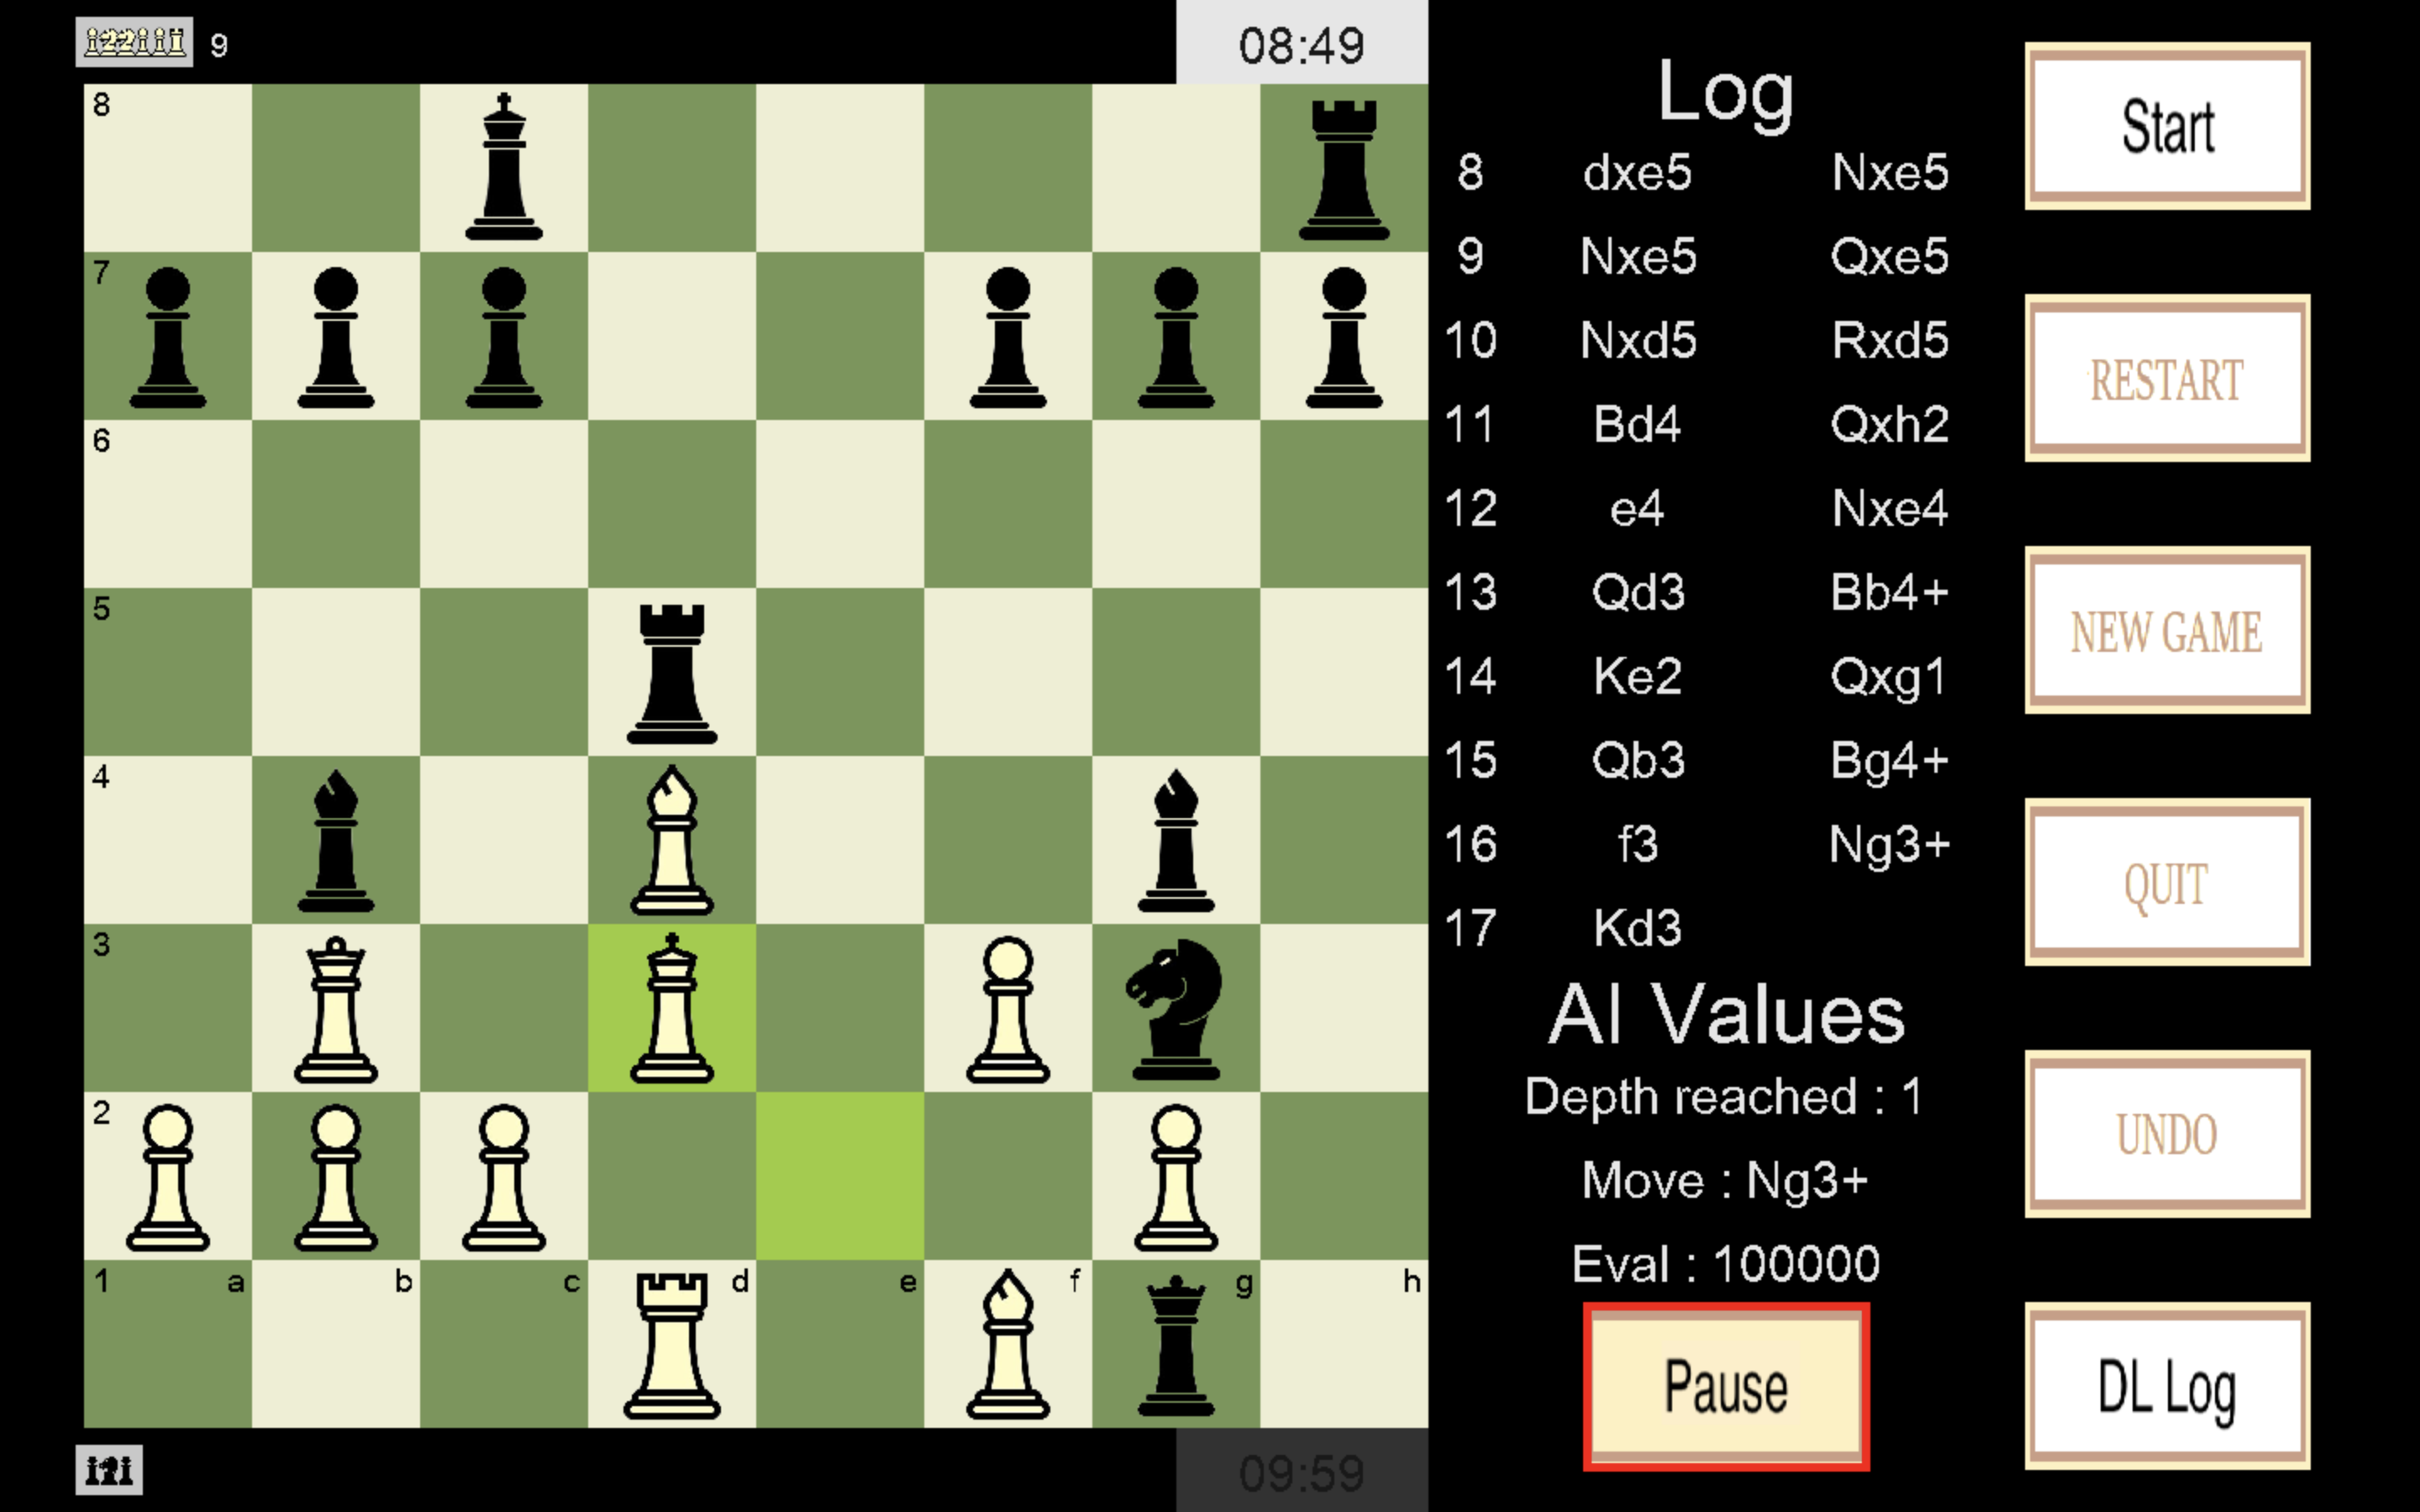 9
08:49
8
7
6
5
4
3
2
1 a b c d e f g h
09:59
Log
8 dxe5 Nxe5
9 Nxe5 Qxe5
10 Nxd5 Rxd5
11 Bd4 Qxh2
12 e4 Nxe4
13 Qd3 Bb4+
14 Ke2 Qxg1
15 Qb3 Bg4+
16 f3 Ng3+
17 Kd3
AI Values
Depth reached : 1
Move : Ng3+
Eval : 100000
Pause
Start
RESTART
NEW GAME
QUIT
UNDO
DL Log